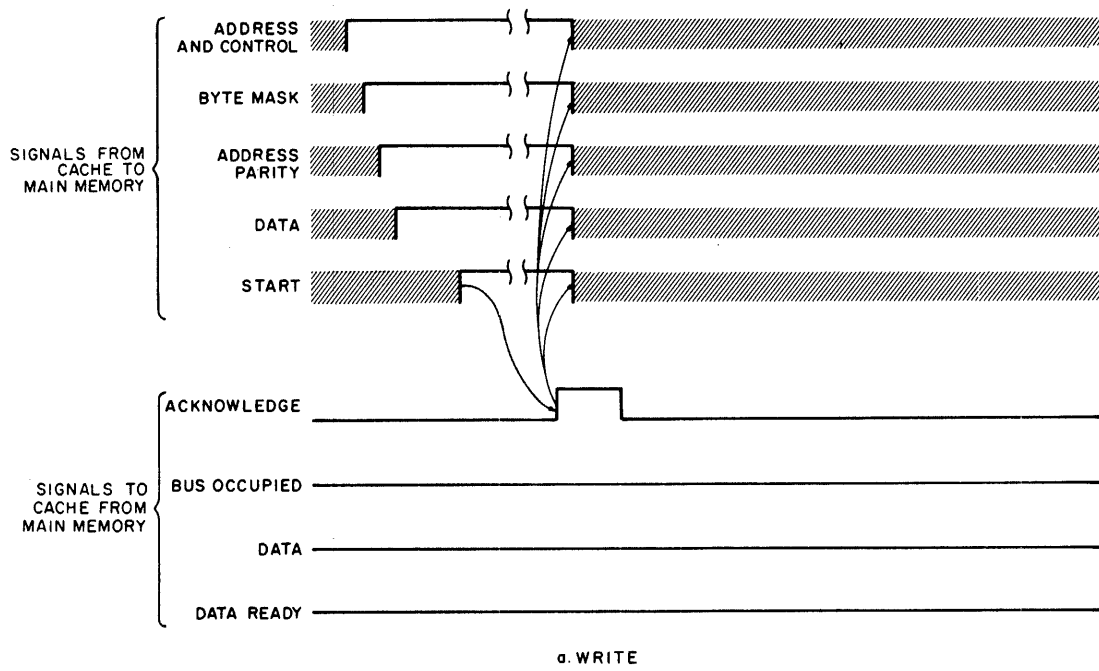 ADDRESS
AND CONTROL
BYTE MASK
SIGNALS FROM
CACHE TO
MAIN MEMORY
ADDRESS
PARITY
DATA
START
ACKNOWLEDGE
BUS OCCUPIED
SIGNALS TO
CACHE FROM
MAIN MEMORY
DATA
DATA READY
a. WRITE